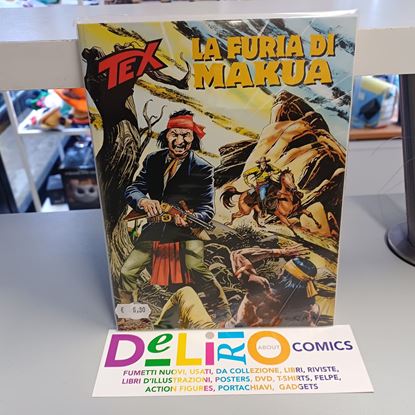 TEX
LA FURIA DI
MAKUA
€ 6,90
DeLiRiO
ABOUT
COMICS
FUMETTI NUOVI, USATI, DA COLLEZIONE, LIBRI, RIVISTE,
LIBRI D'ILLUSTRAZIONI, POSTERS, DVD, T-SHIRTS, FELPE,
ACTION FIGURES, PORTACHIAVI, GADGETS